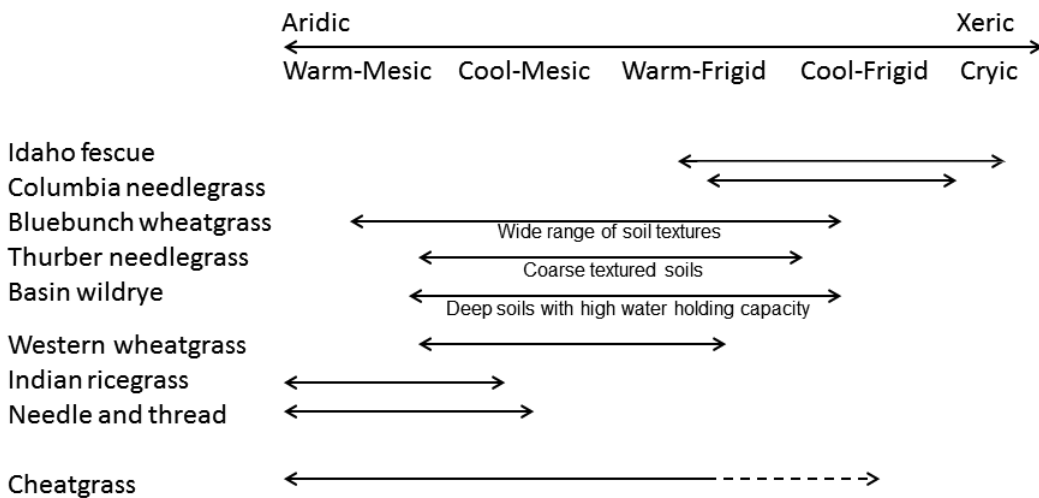 Aridic Xeric
Warm-Mesic Cool-Mesic Warm-Frigid Cool-Frigid Cryic
Idaho fescue
Columbia needlegrass
Bluebunch wheatgrass
Wide range of soil textures
Thurber needlegrass
Coarse textured soils
Basin wildrye
Deep soils with high water holding capacity
Western wheatgrass
Indian ricegrass
Needle and thread
Cheatgrass